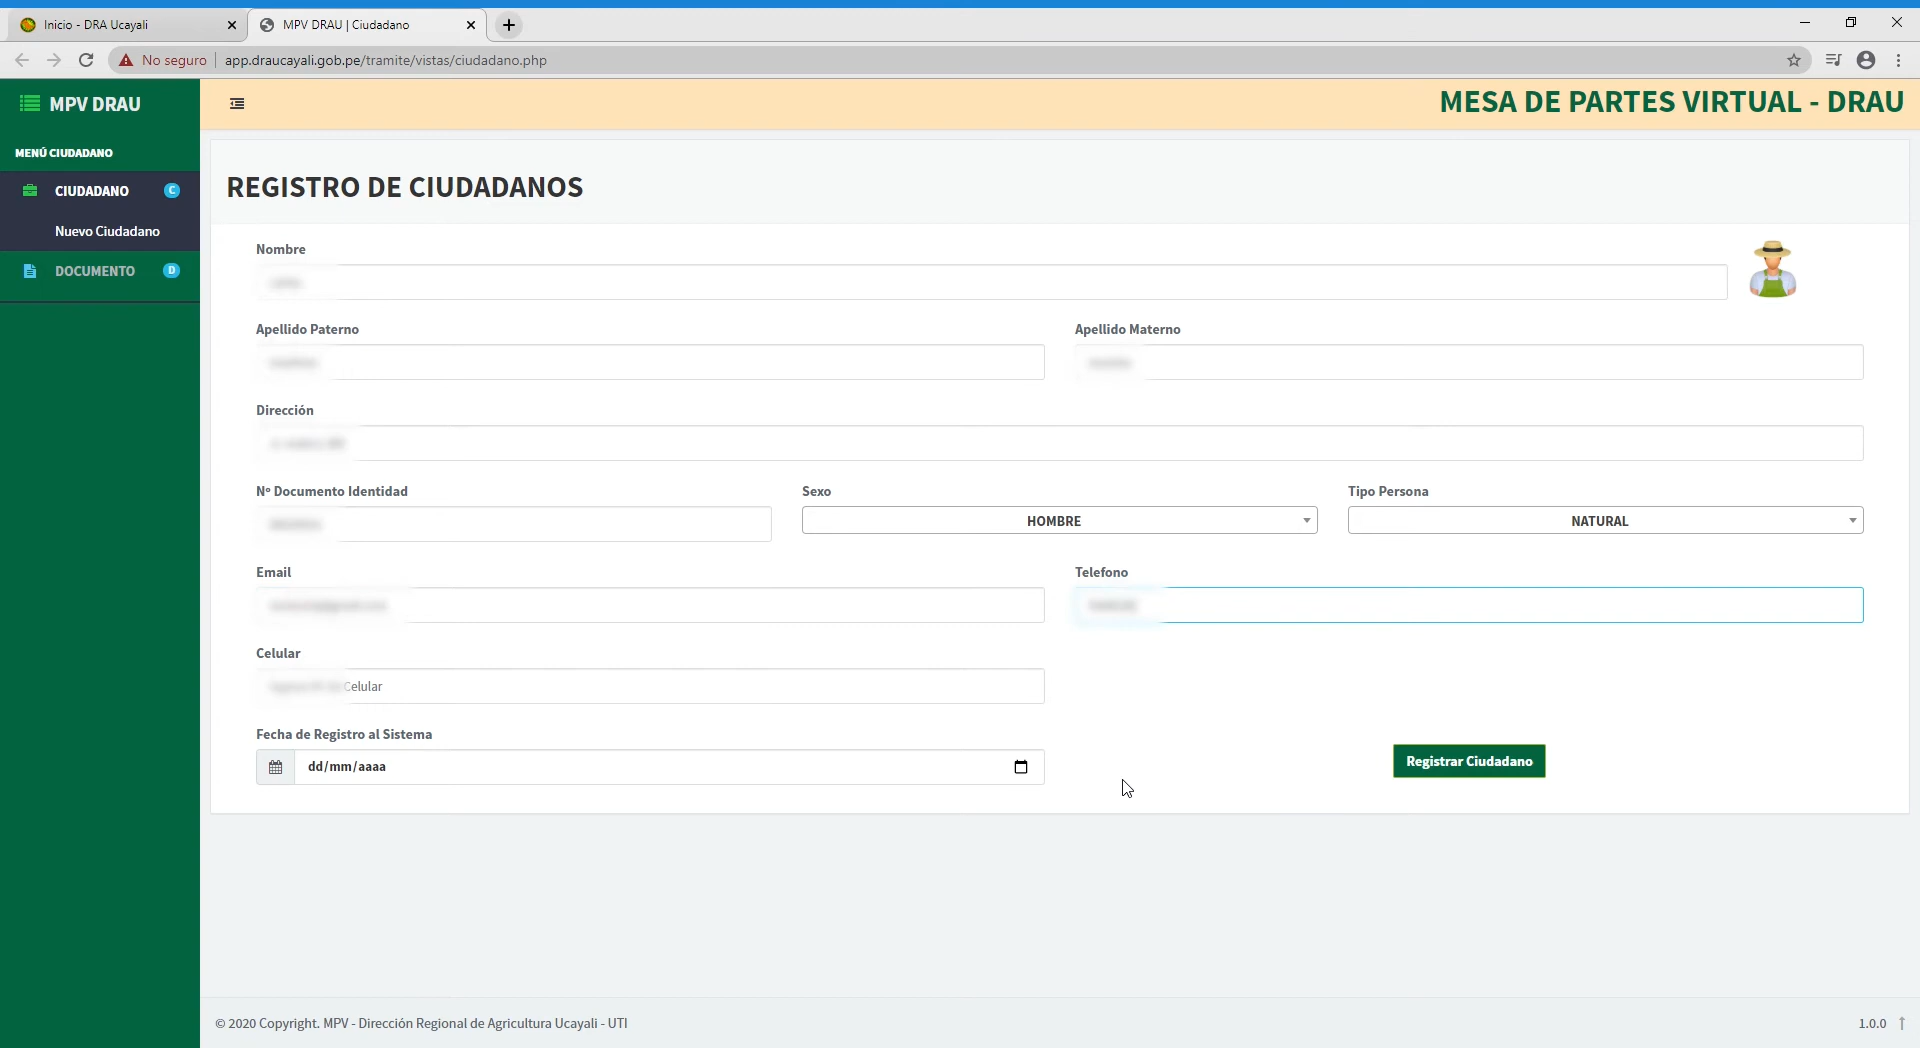 Inicio - DRA Ucayali
MPV DRAU | Ciudadano
No seguro
app.draucayali.gob.pe/tramite/vistas/ciudadano.php
MPV DRAU
MESA DE PARTES VIRTUAL - DRAU
MENÚ CIUDADANO
CIUDADANO C
Nuevo Ciudadano
DOCUMENTO D
REGISTRO DE CIUDADANOS
Nombre
Apellido Paterno
Apellido Materno
Dirección
Nº Documento Identidad
Sexo
Tipo Persona
HOMBRE
NATURAL
Email
Telefono
Celular
Celular
Fecha de Registro al Sistema
dd/mm/aaaa
Registrar Ciudadano
© 2020 Copyright. MPV - Dirección Regional de Agricultura Ucayali - UTI
1.0.0